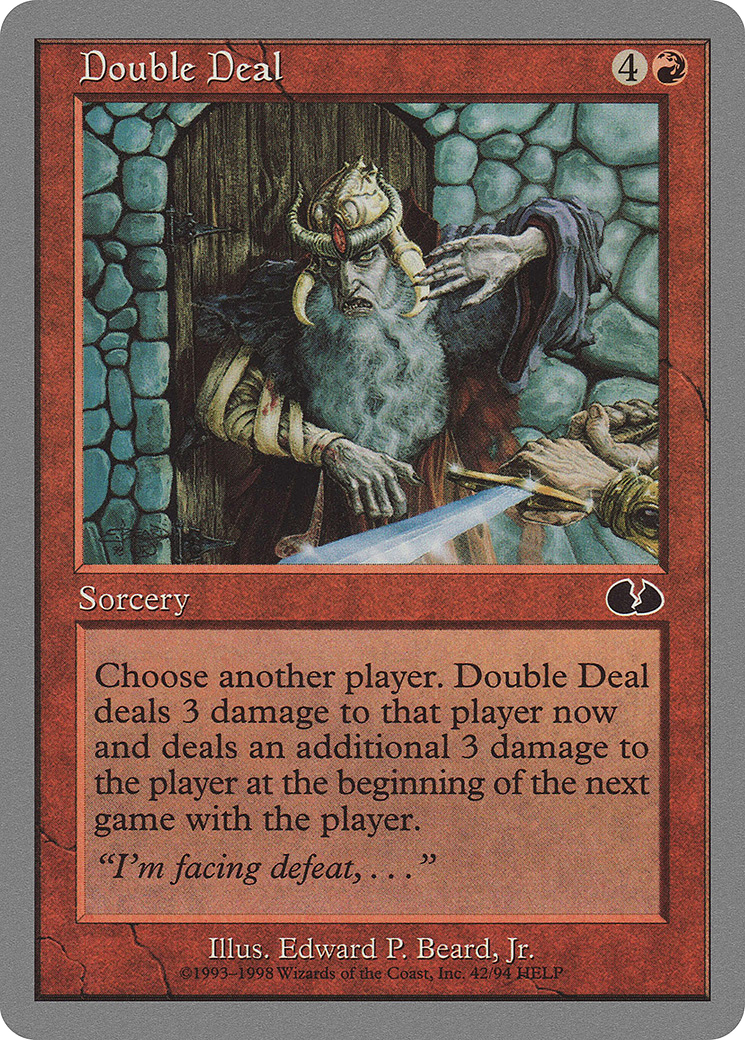 Double Deal 4
Sorcery
Choose another player. Double Deal
deals 3 damage to that player now
and deals an additional 3 damage to
the player at the beginning of the next
game with the player.
“I’m facing defeat, . . . ”
Illus. Edward P. Beard, Jr.
©1993–1998 Wizards of the Coast, Inc. 42/94 HELP